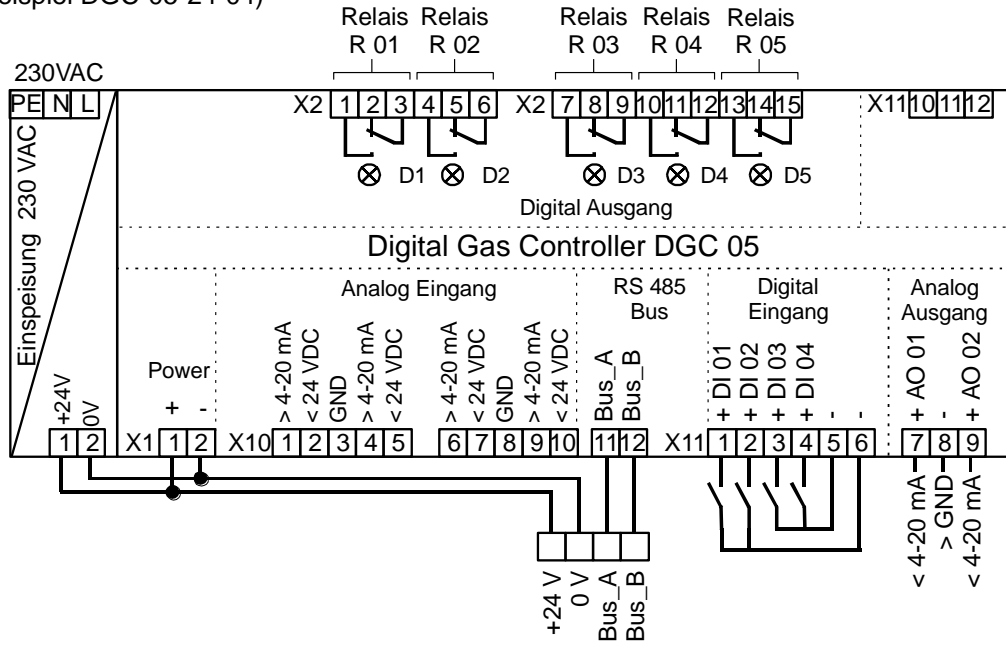 eispiel DGC-05-24-04)
Relais Relais Relais Relais Relais
R 01 R 02 R 03 R 04 R 05
230VAC
PE N L X2 1 2 3 4 5 6 X2 7 8 9 10 11 12 13 14 15 X11 10 11 12
D1 D2 D3 D4 D5
Digital Ausgang
Einspeisung 230 VAC
Digital Gas Controller DGC 05
Analog Eingang
RS 485
Bus
Digital
Eingang
Analog
Ausgang
+24V
0V
Power
+ -
> 4-20 mA
< 24 VDC
GND
> 4-20 mA
< 24 VDC
> 4-20 mA
< 24 VDC
GND
> 4-20 mA
< 24 VDC
Bus_A
Bus_B
+ DI 01
+ DI 02
+ DI 03
+ DI 04
-
-
+ AO 01
-
+ AO 02
1 2 X1 1 2 X10 1 2 3 4 5 6 7 8 9 10 11 12 X11 1 2 3 4 5 6 7 8 9
< 4-20 mA
> GND
< 4-20 mA
+24 V
0 V
Bus_A
Bus_B